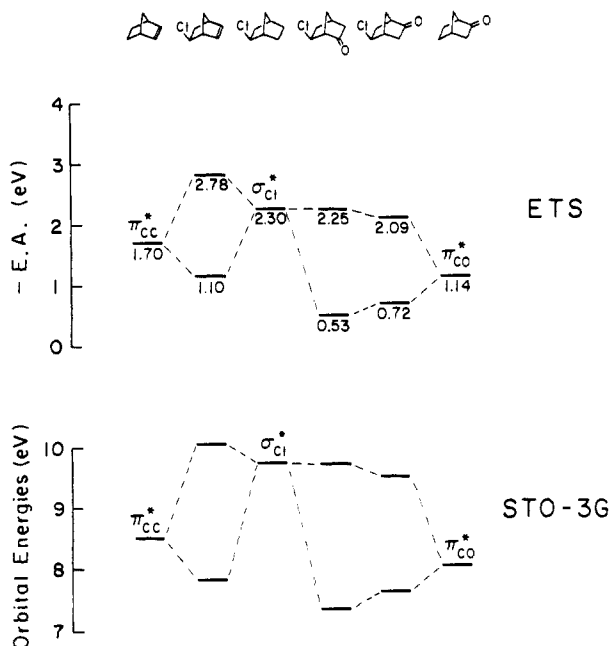 Cl Cl Cl O Cl O O
4
3
2
1
0
– E.A. (eV)
π*CC
1.70
2.78
1.10
σ*Cl
2.30
2.25
0.53
2.09
0.72
π*CO
1.14
ETS
10
9
8
7
Orbital Energies (eV)
π*CC
σ*Cl
π*CO
STO-3G